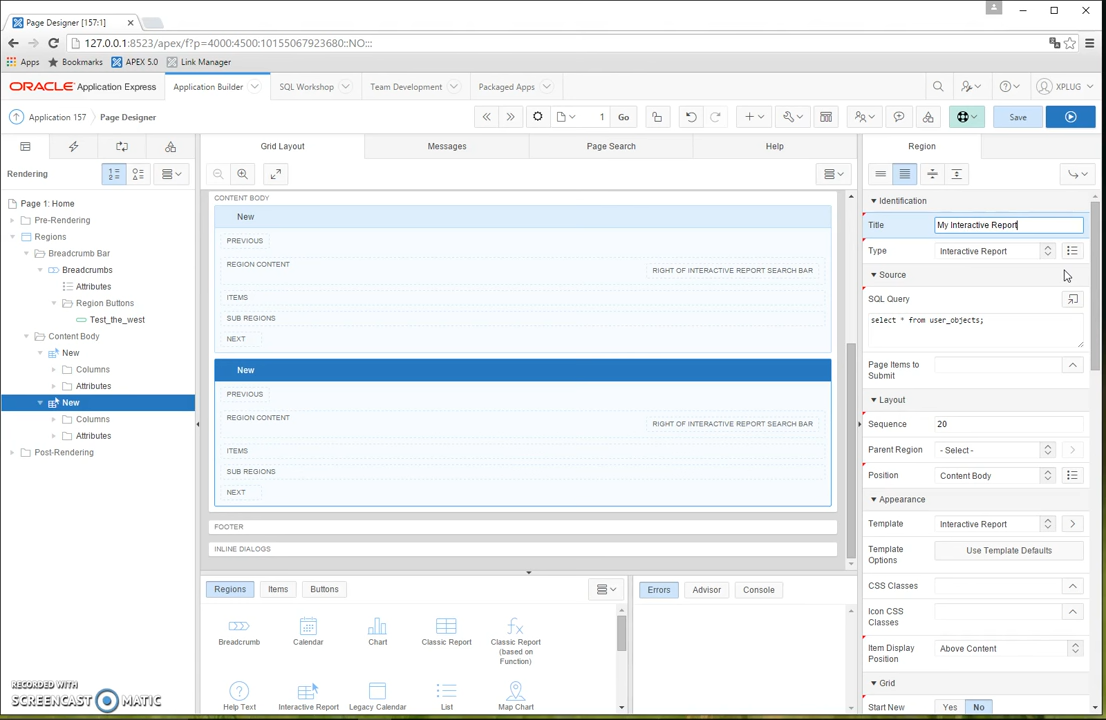 Page Designer [157:1]
127.0.0.1:8523/apex/f?p=4000:4500:10155067923680::NO:::
Apps Bookmarks APEX 5.0 Link Manager
ORACLE Application Express Application Builder SQL Workshop Team Development Packaged Apps XPLUG
Application 157 Page Designer 1 Go Save
Grid Layout Messages Page Search Help Region
Rendering
Page 1: Home
Pre-Rendering
Regions
Breadcrumb Bar
Breadcrumbs
Attributes
Region Buttons
Test_the_west
Content Body
New
Columns
Attributes
New
Columns
Attributes
Post-Rendering
CONTENT BODY
New
PREVIOUS
REGION CONTENT
RIGHT OF INTERACTIVE REPORT SEARCH BAR
ITEMS
SUB REGIONS
NEXT
New
PREVIOUS
REGION CONTENT
RIGHT OF INTERACTIVE REPORT SEARCH BAR
ITEMS
SUB REGIONS
NEXT
FOOTER
INLINE DIALOGS
Regions Items Buttons
Breadcrumb Calendar Chart Classic Report Classic Report
(based on
Function)
Help Text Interactive Report Legacy Calendar List Map Chart
Errors Advisor Console
Identification
Title My Interactive Report
Type Interactive Report
Source
SQL Query
select * from user_objects;
Page Items to
Submit
Layout
Sequence 20
Parent Region - Select -
Position Content Body
Appearance
Template Interactive Report
Template
Options
Use Template Defaults
CSS Classes
Icon CSS
Classes
Item Display
Position
Above Content
Grid
Start New Yes No
RECORDED WITH
SCREENCAST MATIC